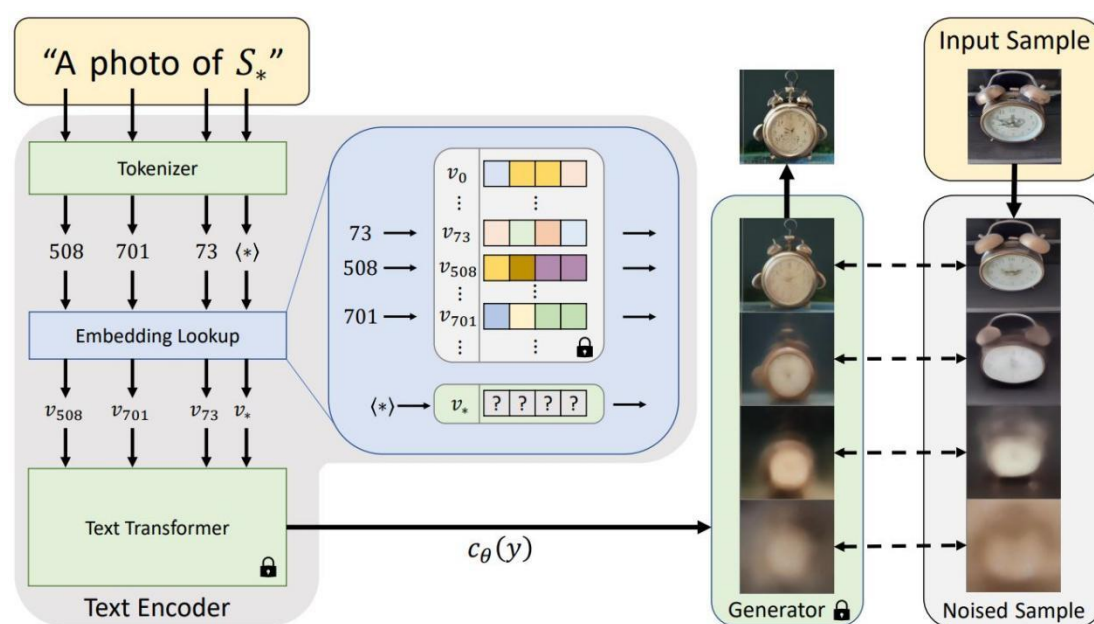 “A photo of S*”
Input Sample
Tokenizer
508 701 73 ⟨*⟩
Embedding Lookup
v508 v701 v73 v*
Text Transformer
Text Encoder
v0
⋮ ⋮
73 v73
508 v508
⋮ ⋮
701 v701
⋮ ⋮
⟨*⟩ v* ? ? ? ?
cθ(y)
Generator
Noised Sample